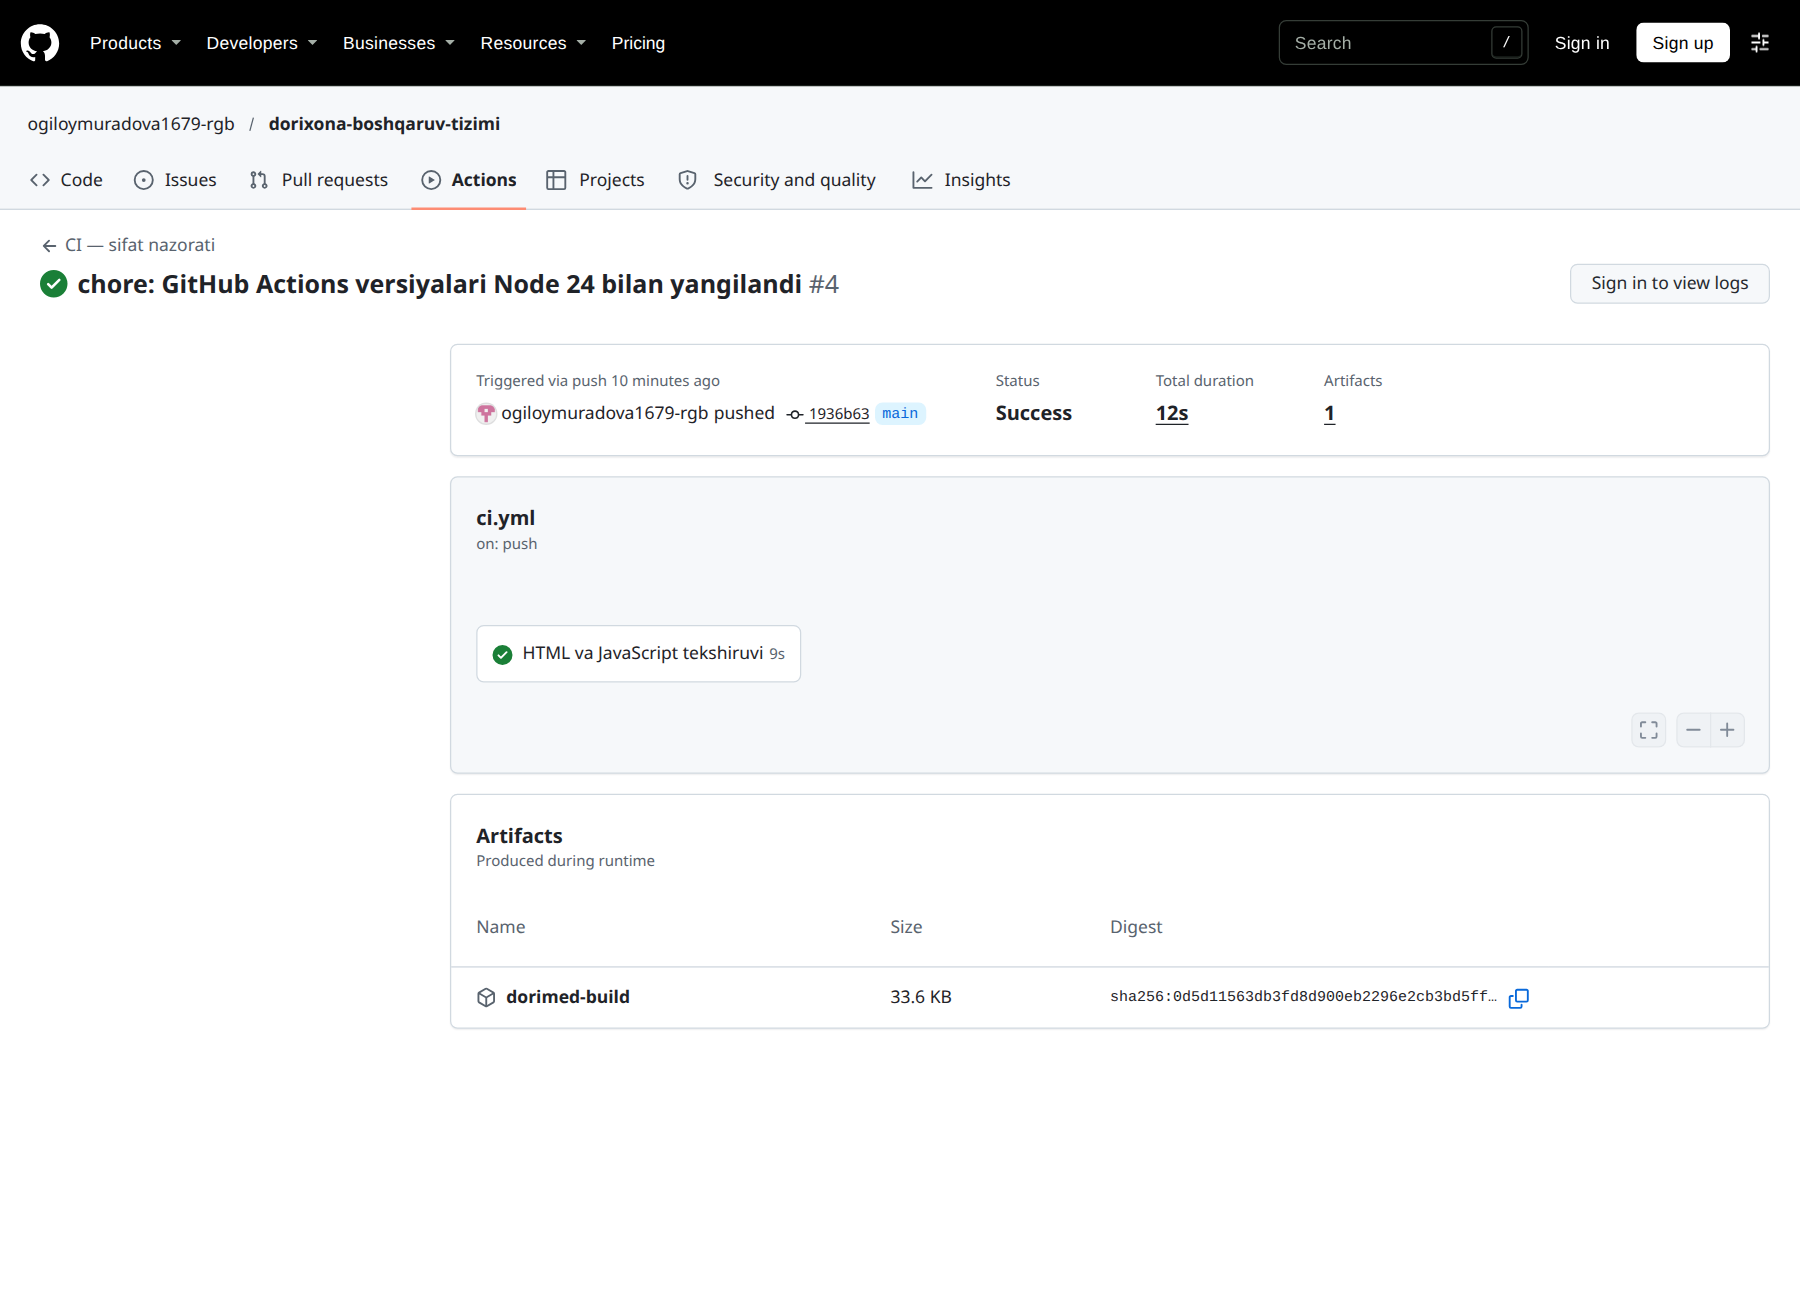 Products Developers Businesses Resources Pricing Search / Sign in Sign up
ogiloymuradova1679-rgb / dorixona-boshqaruv-tizimi
Code Issues Pull requests Actions Projects Security and quality Insights
← CI — sifat nazorati
chore: GitHub Actions versiyalari Node 24 bilan yangilandi #4
Sign in to view logs
Triggered via push 10 minutes ago Status Total duration Artifacts
ogiloymuradova1679-rgb pushed 1936b63 main Success 12s 1
ci.yml
on: push
HTML va JavaScript tekshiruvi 9s
Artifacts
Produced during runtime
Name Size Digest
dorimed-build 33.6 KB sha256:0d5d11563db3fd8d900eb2296e2cb3bd5ff…